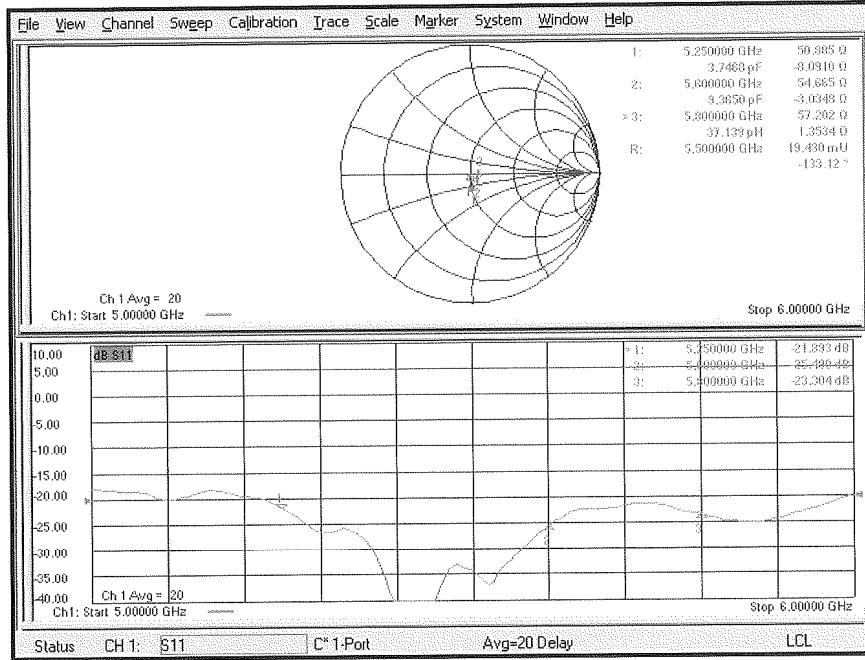 File View Channel Sweep Calibration Trace Scale Marker System Window Help
1: 5.250000 GHz 50.885 Ω
3.7468 pF -8.0910 Ω
2: 5.600000 GHz 54.665 Ω
9.3650 pF -3.0348 Ω
> 3: 5.800000 GHz 57.202 Ω
37.139 pH 1.3534 Ω
R: 5.500000 GHz 19.430 mU
-133.12 °
Ch 1 Avg = 20
Ch1: Start 5.00000 GHz
Stop 6.00000 GHz
10.00
dB S11
> 1: 5.250000 GHz -21.893 dB
5.00
2:
3: 5.800000 GHz -23.304 dB
0.00
-5.00
-10.00
-15.00
-20.00
-25.00
-30.00
-35.00
-40.00
Ch 1 Avg = 20
Ch1: Start 5.00000 GHz
Stop 6.00000 GHz
Status CH 1: S11 C* 1-Port Avg=20 Delay LCL